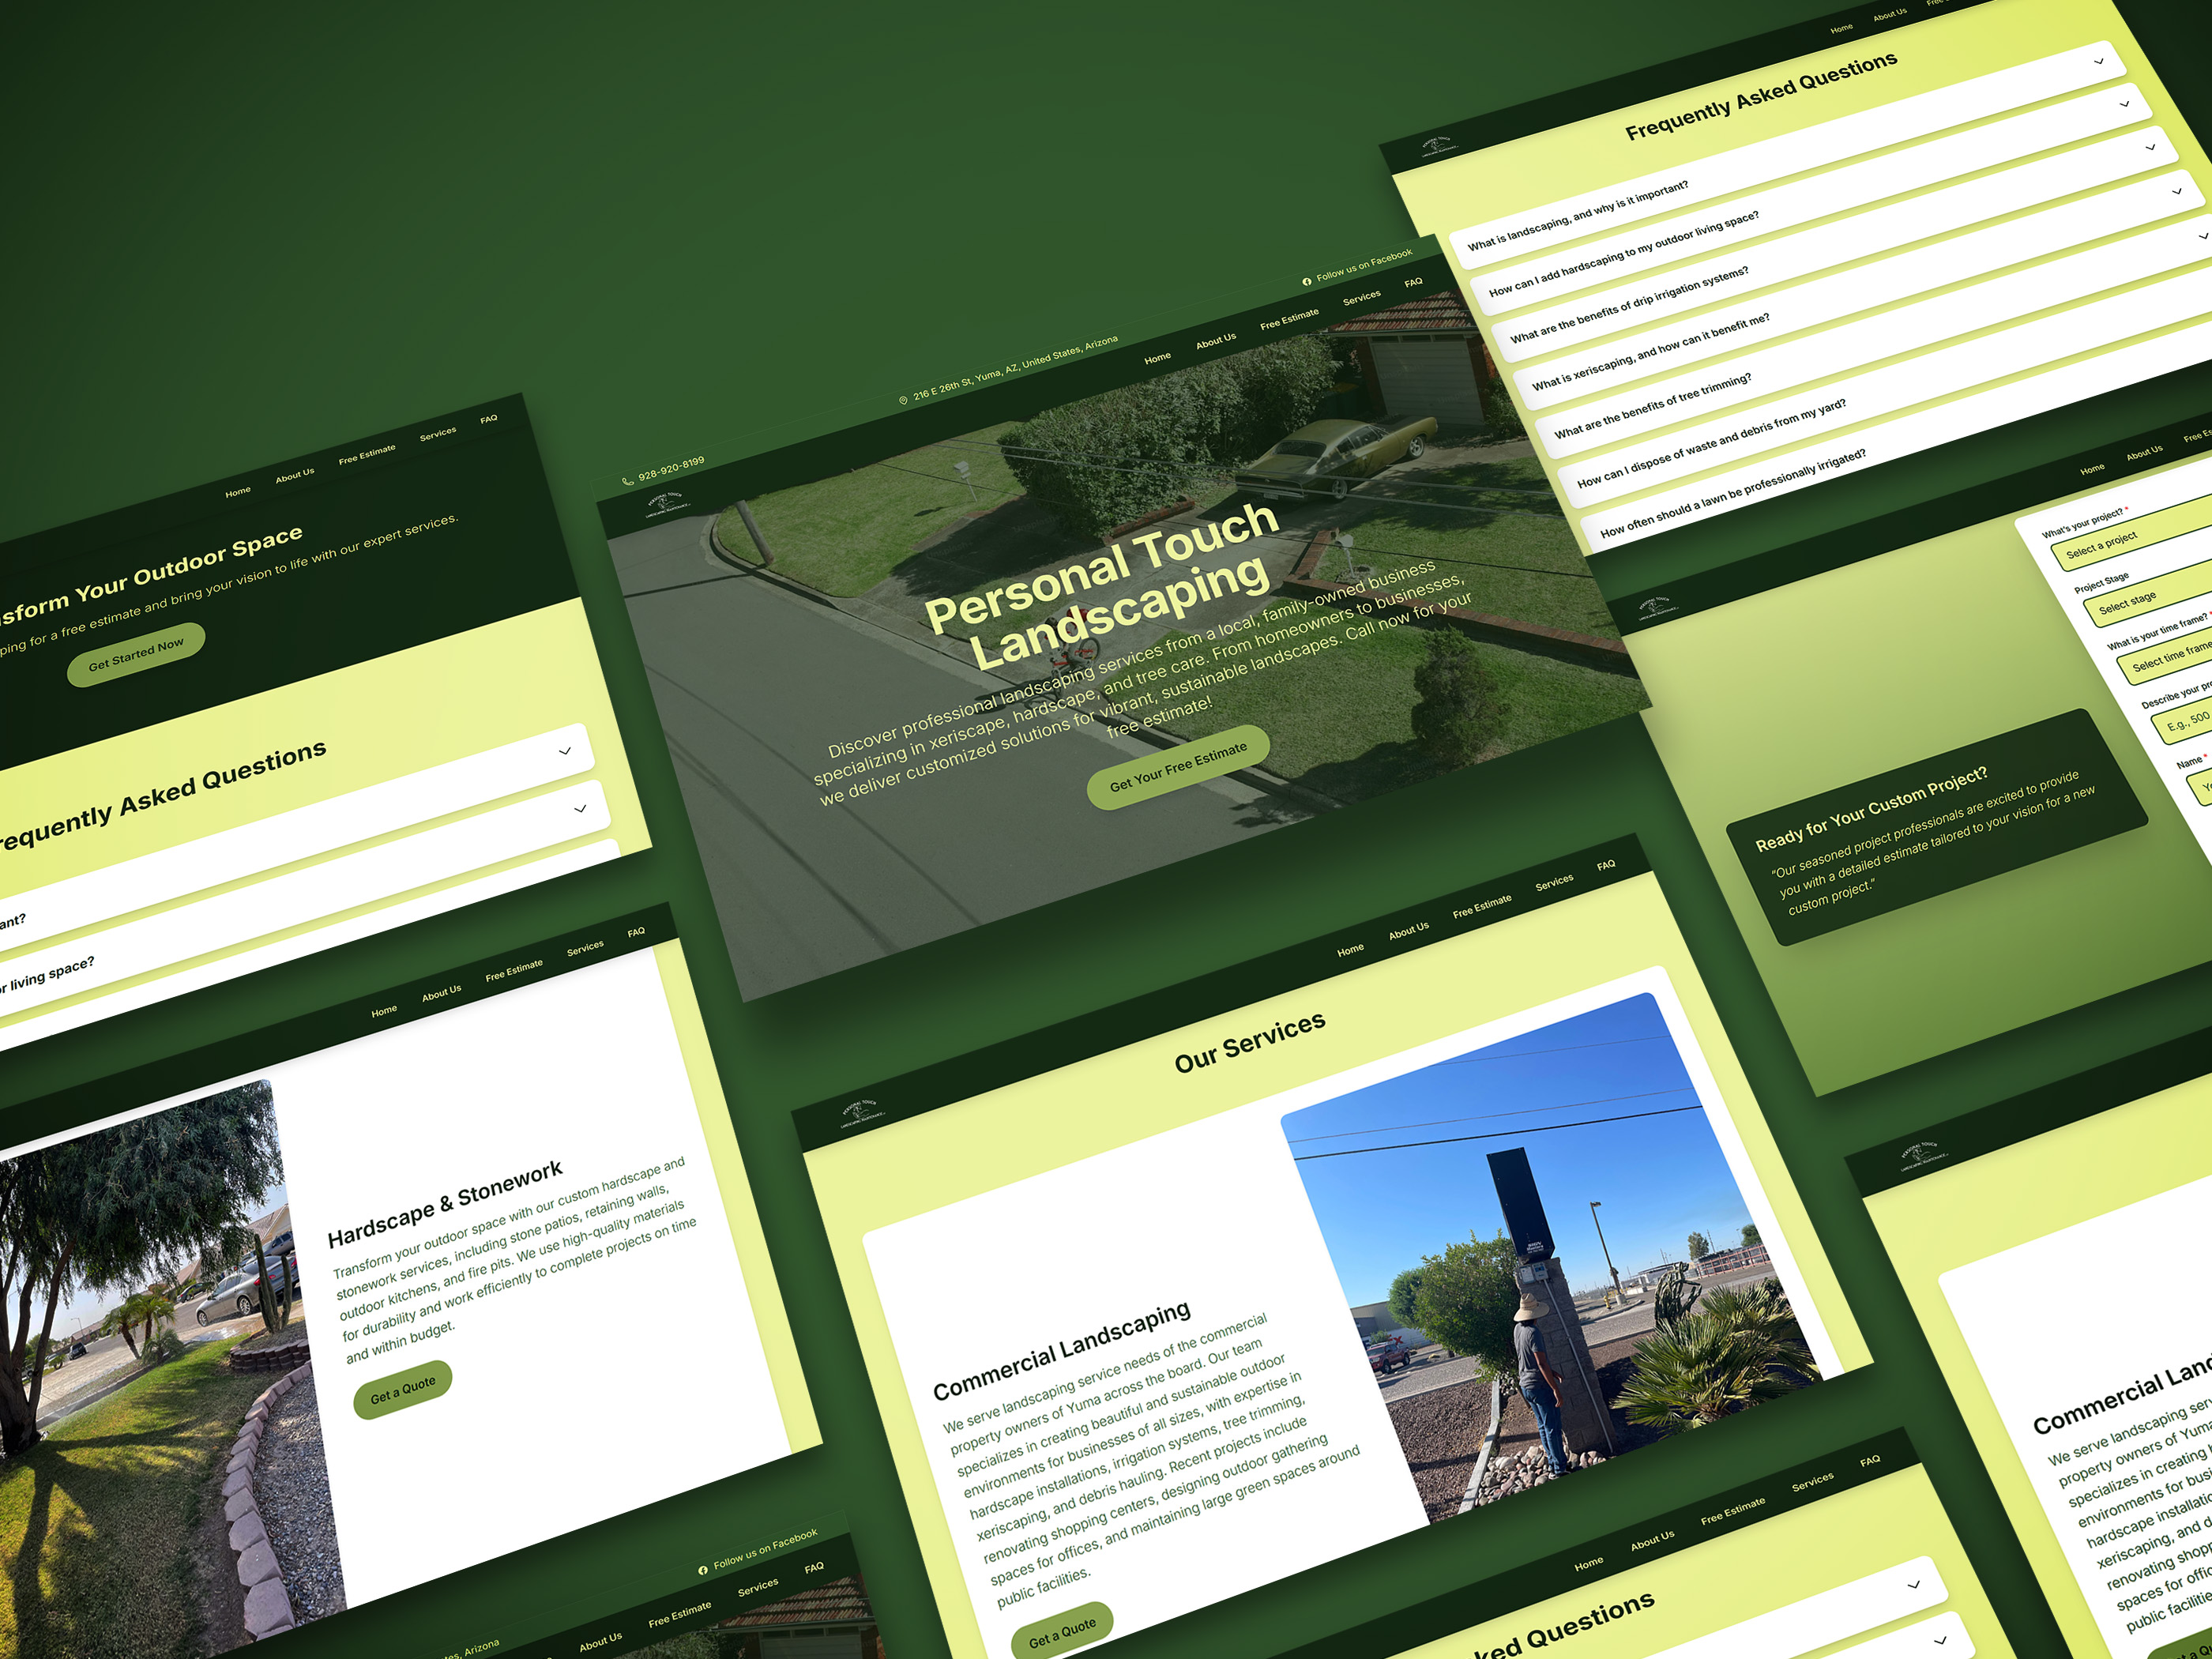 Home
About Us
Frequently Asked Questions
What is landscaping, and why is it important?
How can I add hardscaping to my outdoor living space?
What are the benefits of drip irrigation systems?
What is xeriscaping, and how can it benefit me?
What are the benefits of tree trimming?
How can I dispose of waste and debris from my yard?
How often should a lawn be professionally irrigated?
928-920-8199
216 E 26th St, Yuma, AZ, United States, Arizona
Follow us on Facebook
PERSONAL TOUCH
Home About Us Free Estimate Services FAQ
Personal Touch
Landscaping
Discover professional landscaping services from a local, family-owned business
specializing in xeriscape, hardscape, and tree care. From homeowners to businesses,
we deliver customized solutions for vibrant, sustainable landscapes. Call now for your
free estimate!
Get Your Free Estimate
Home About Us Free Estimate Services FAQ
sform Your Outdoor Space
ping for a free estimate and bring your vision to life with our expert services.
Get Started Now
requently Asked Questions
ant?
or living space?
Home About Us Free Es
What's your project? *
Select a project
Project Stage
Select stage
What is your time frame? *
Select time frame
Describe your pro
E.g., 500
Name *
Ready for Your Custom Project?
"Our seasoned project professionals are excited to provide
you with a detailed estimate tailored to your vision for a new
custom project."
Home About Us Free Estimate Services FAQ
Hardscape & Stonework
Transform your outdoor space with our custom hardscape and
stonework services, including stone patios, retaining walls,
outdoor kitchens, and fire pits. We use high-quality materials
for durability and work efficiently to complete projects on time
and within budget.
Get a Quote
Home About Us Free Estimate Services FAQ
PERSONAL TOUCH
Our Services
Commercial Landscaping
We serve landscaping service needs of the commercial
property owners of Yuma across the board. Our team
specializes in creating beautiful and sustainable outdoor
environments for businesses of all sizes, with expertise in
hardscape installations, irrigation systems, tree trimming,
xeriscaping, and debris hauling. Recent projects include
renovating shopping centers, designing outdoor gathering
spaces for offices, and maintaining large green spaces around
public facilities.
Get a Quote
PERSONAL TOUCH
Commercial Land
We serve landscaping serv
property owners of Yuma
specializes in creating b
environments for busi
hardscape installatio
xeriscaping, and d
renovating shopp
spaces for offic
public facilitie
Follow us on Facebook
tes, Arizona
About Us Free Estimate Services FAQ
Home About Us Free Estimate Services FAQ
ked Questions